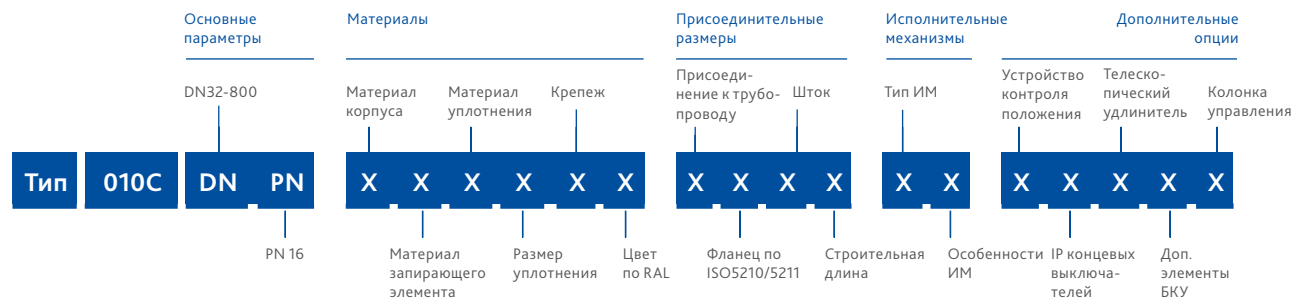 Основные
параметры
Материалы
Присоединительные
размеры
Исполнительные
механизмы
Дополнительные
опции
DN32-800
Материал
корпуса
Материал
уплотнения
Крепеж
Присоеди-
нение к трубо-
проводу
Шток
Тип ИМ
Устройство
контроля
положения
Телеско-
пический
удлинитель
Колонка
управления
Тип 010С DN PN X X X X X X X X X X X X X X X X X
PN 16
Материал
запирающего
элемента
Размер
уплотнения
Цвет
по RAL
Фланец по
ISO5210/5211
Строительная
длина
Особенности
ИМ
IP концевых
выключа-
телей
Доп.
элементы
БКУ